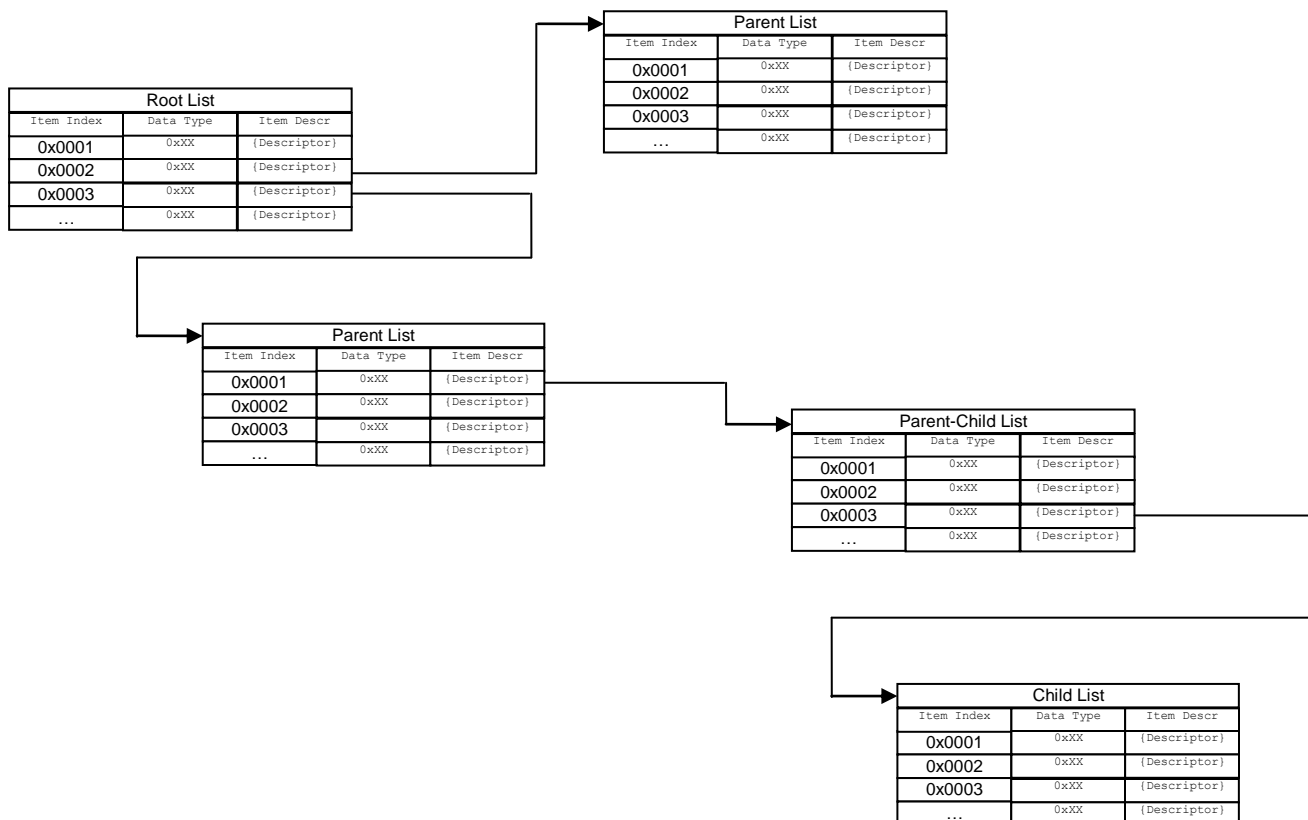 Parent List
Item Index Data Type Item Descr
0x0001 0xXX {Descriptor}
0x0002 0xXX {Descriptor}
0x0003 0xXX {Descriptor}
... 0xXX {Descriptor}
Root List
Item Index Data Type Item Descr
0x0001 0xXX {Descriptor}
0x0002 0xXX {Descriptor}
0x0003 0xXX {Descriptor}
... 0xXX {Descriptor}
Parent List
Item Index Data Type Item Descr
0x0001 0xXX {Descriptor}
0x0002 0xXX {Descriptor}
0x0003 0xXX {Descriptor}
... 0xXX {Descriptor}
Parent-Child List
Item Index Data Type Item Descr
0x0001 0xXX {Descriptor}
0x0002 0xXX {Descriptor}
0x0003 0xXX {Descriptor}
... 0xXX {Descriptor}
Child List
Item Index Data Type Item Descr
0x0001 0xXX {Descriptor}
0x0002 0xXX {Descriptor}
0x0003 0xXX {Descriptor}
... 0xXX {Descriptor}